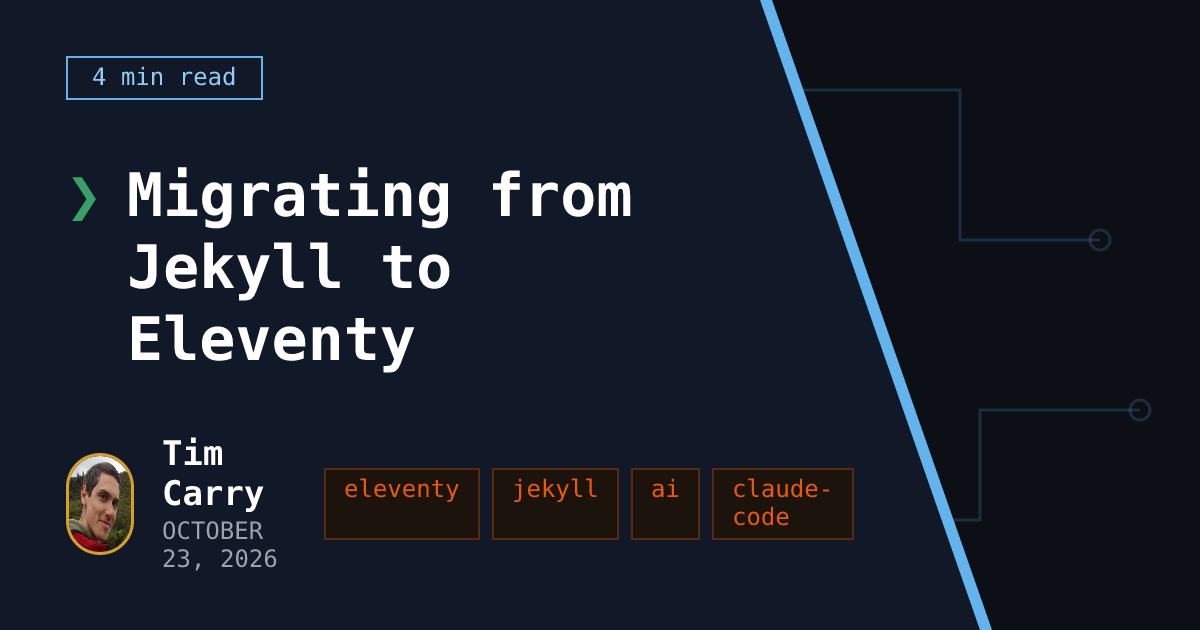 4 min read
❯ Migrating from
Jekyll to
Eleventy
Tim
Carry
OCTOBER
23, 2026
eleventy
jekyll
ai
claude-
code